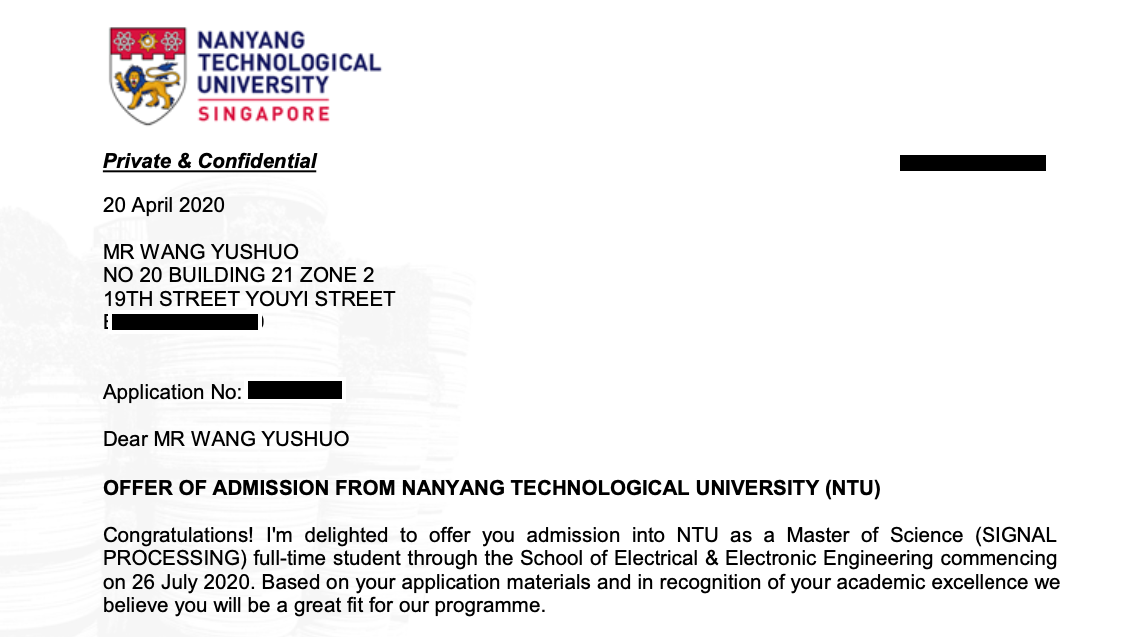 NANYANG
TECHNOLOGICAL
UNIVERSITY
SINGAPORE
Private & Confidential
20 April 2020
MR WANG YUSHUO
NO 20 BUILDING 21 ZONE 2
19TH STREET YOUYI STREET
Application No:
Dear MR WANG YUSHUO
OFFER OF ADMISSION FROM NANYANG TECHNOLOGICAL UNIVERSITY (NTU)
Congratulations! I'm delighted to offer you admission into NTU as a Master of Science (SIGNAL
PROCESSING) full-time student through the School of Electrical & Electronic Engineering commencing
on 26 July 2020. Based on your application materials and in recognition of your academic excellence we
believe you will be a great fit for our programme.